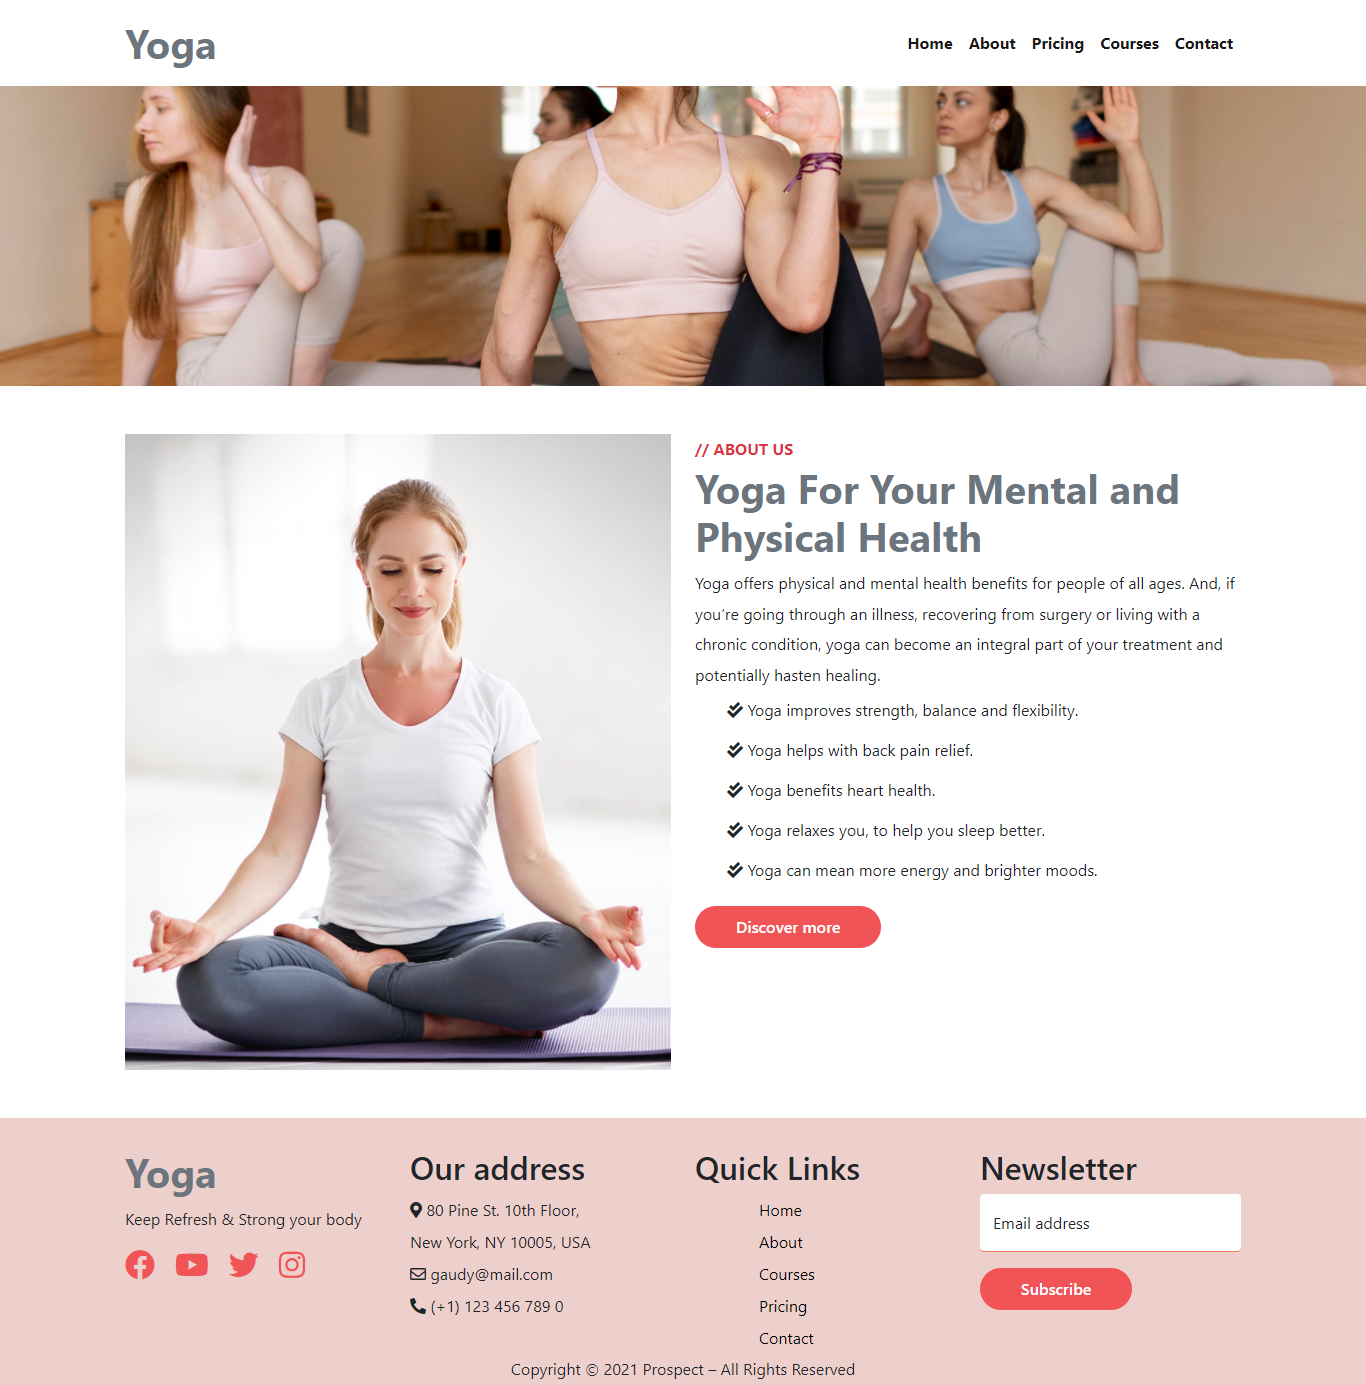 Yoga
Home About Pricing Courses Contact
// ABOUT US
Yoga For Your Mental and
Physical Health
Yoga offers physical and mental health benefits for people of all ages. And, if
you’re going through an illness, recovering from surgery or living with a
chronic condition, yoga can become an integral part of your treatment and
potentially hasten healing.
Yoga improves strength, balance and flexibility.
Yoga helps with back pain relief.
Yoga benefits heart health.
Yoga relaxes you, to help you sleep better.
Yoga can mean more energy and brighter moods.
Discover more
Yoga
Keep Refresh & Strong your body
Our address
80 Pine St. 10th Floor,
New York, NY 10005, USA
gaudy@mail.com
(+1) 123 456 789 0
Quick Links
Home
About
Courses
Pricing
Contact
Newsletter
Email address
Subscribe
Copyright © 2021 Prospect – All Rights Reserved